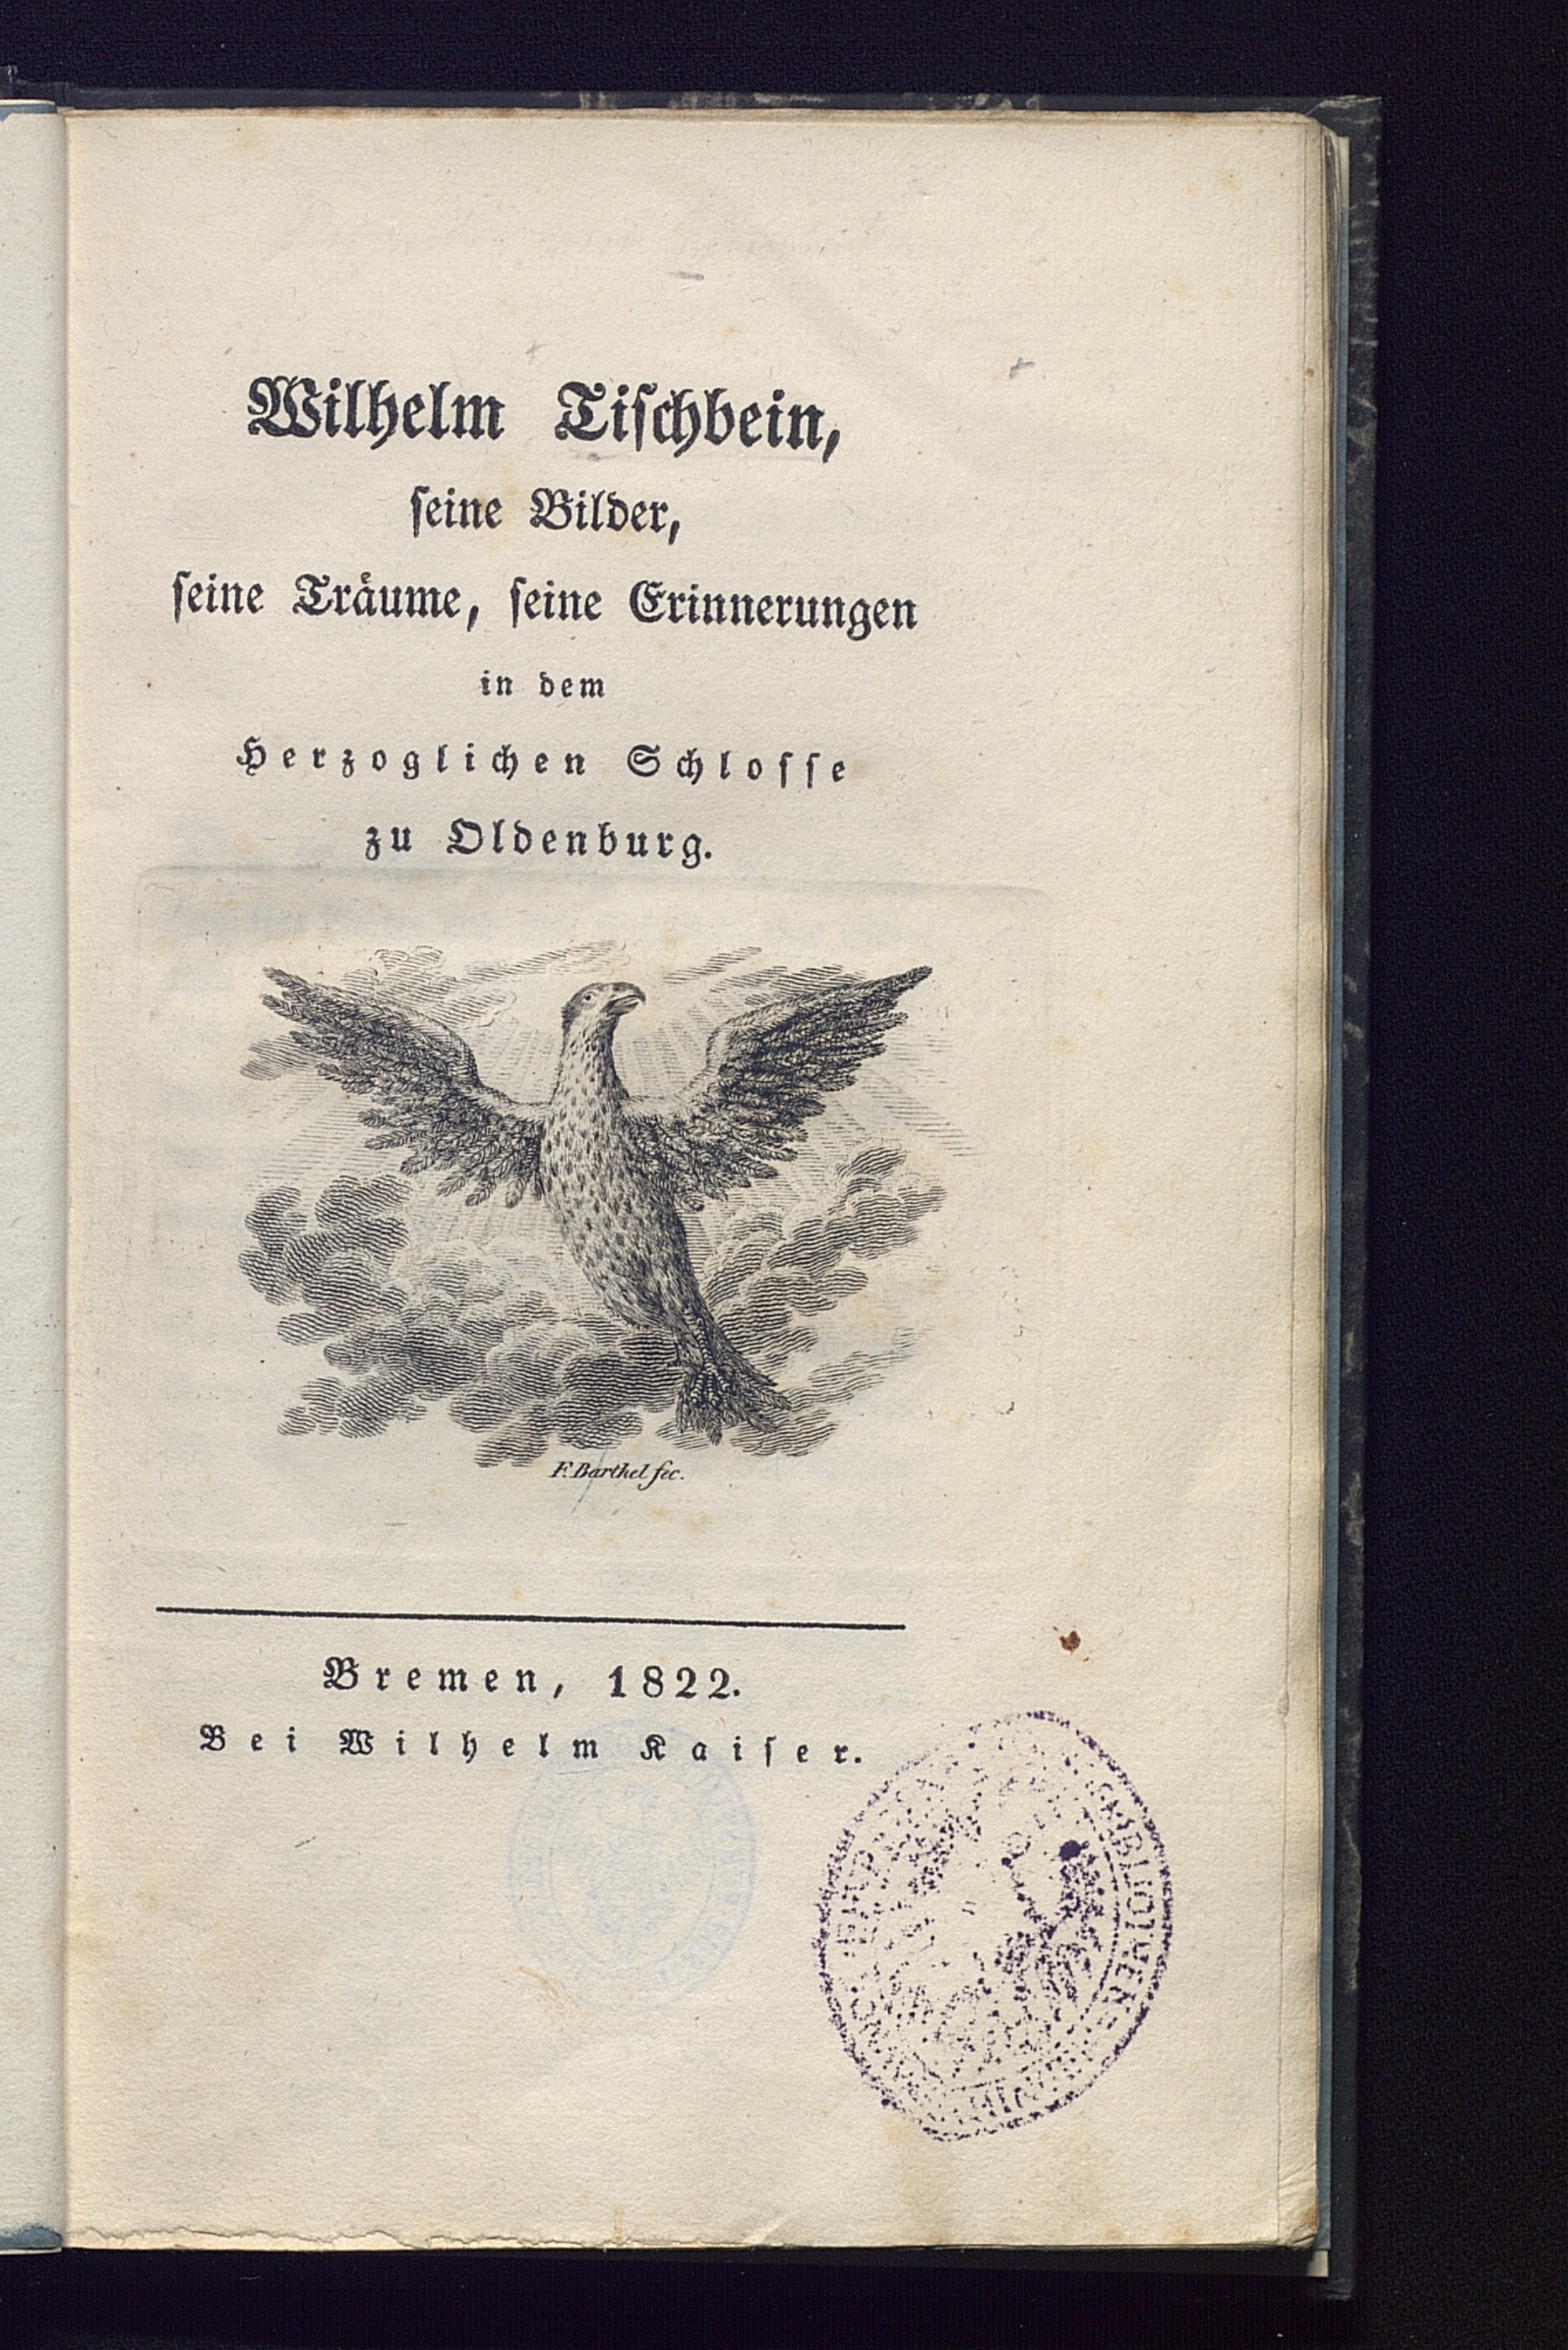 Wilhelm Tiſchbein,
ſeine Bilder,
ſeine Träume, ſeine Erinnerungen
in dem
Herzoglichen Schloſſe
zu Oldenburg.
F. Barthel fec.
Bremen, 1822.
Bei Wilhelm Kaiſer.